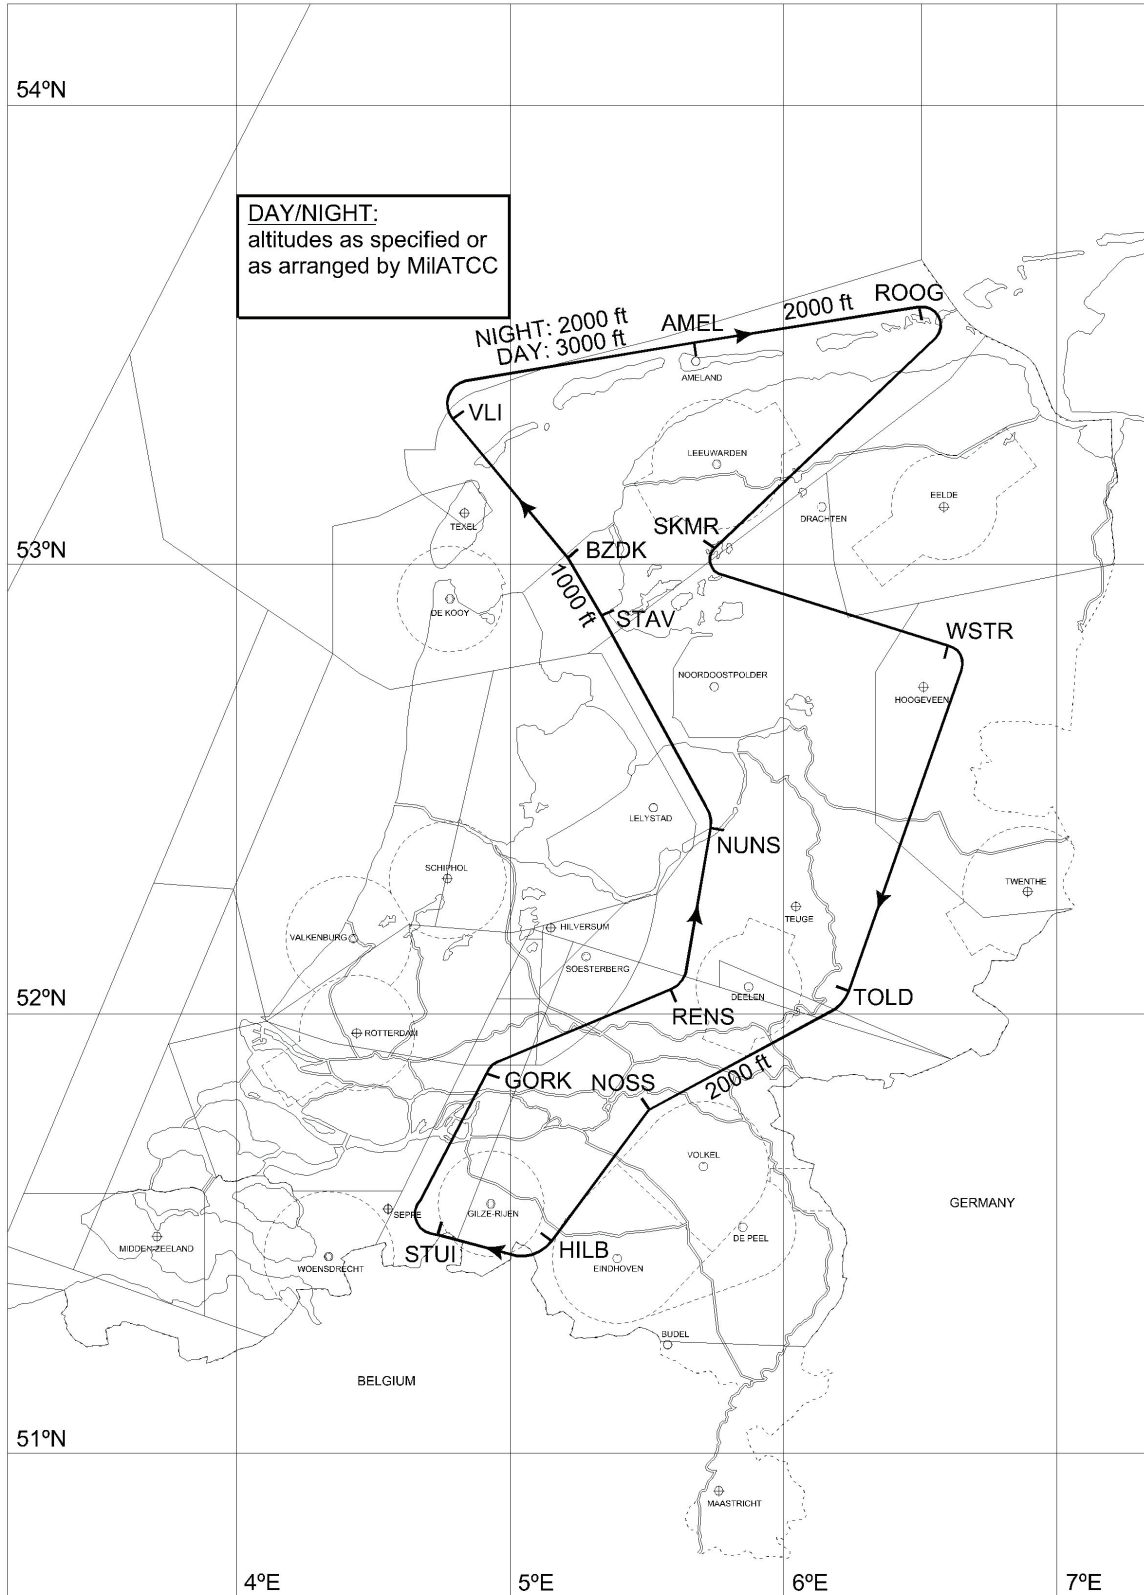 54ºN
DAY/NIGHT:
altitudes as specified or
as arranged by MilATCC
ROOG
2000 ft
AMEL
NIGHT: 2000 ft
DAY: 3000 ft
AMELAND
VLI
LEEUWARDEN
EELDE
TEXEL
DRACHTEN
SKMR
53ºN
BZDK
1000 ft
DE KOOY
STAV
WSTR
NOORDOOSTPOLDER
HOOGEVEEN
LELYSTAD
NUNS
SCHIPHOL
TWENTHE
TEUGE
VALKENBURG
HILVERSUM
SOESTERBERG
DEELEN
52ºN
TOLD
RENS
ROTTERDAM
GORK
NOSS
2000 ft
VOLKEL
GERMANY
SEPPE
GILZE-RIJEN
DE PEEL
MIDDEN-ZEELAND
STUI
HILB
WOENSDRECHT
EINDHOVEN
BUDEL
BELGIUM
51ºN
MAASTRICHT
4ºE
5ºE
6ºE
7ºE